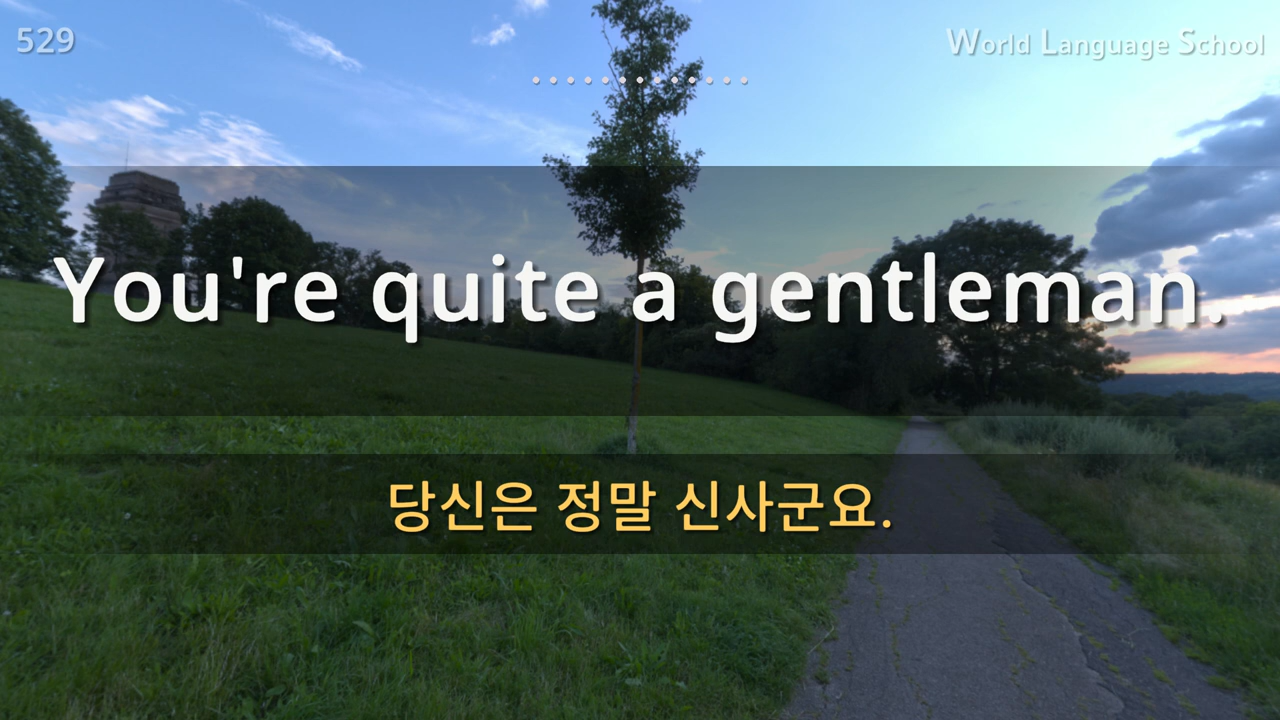 529
World Language School
You're quite a gentleman.
당신은 정말 신사군요.